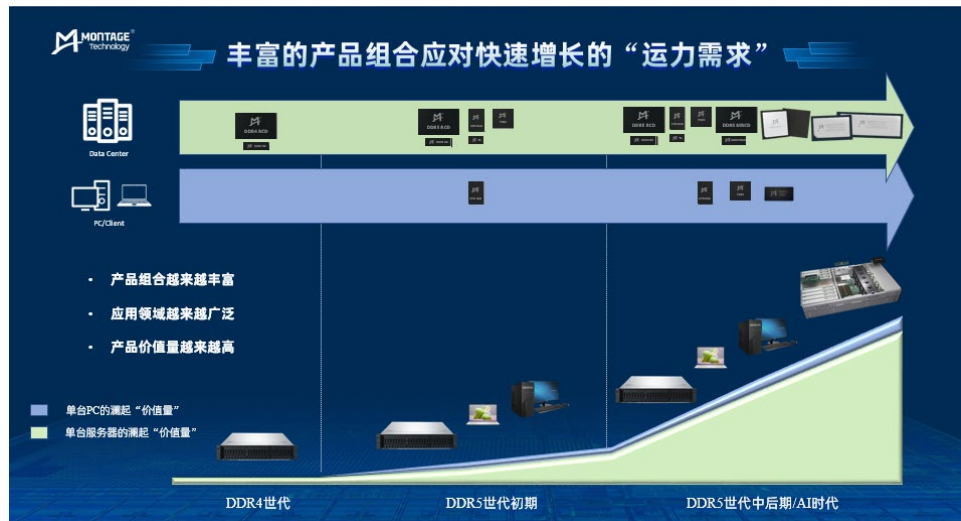 MONTAGE
Technology
丰富的产品组合应对快速增长的“运力需求”
Data Center
DDR4 RCD
DDR5 RCD
DDR5 RCD
PC/Client
• 产品组合越来越丰富
• 应用领域越来越广泛
• 产品价值量越来越高
单台PC的澜起“价值量”
单台服务器的澜起“价值量”
DDR4世代
DDR5世代初期
DDR5世代中后期/AI时代